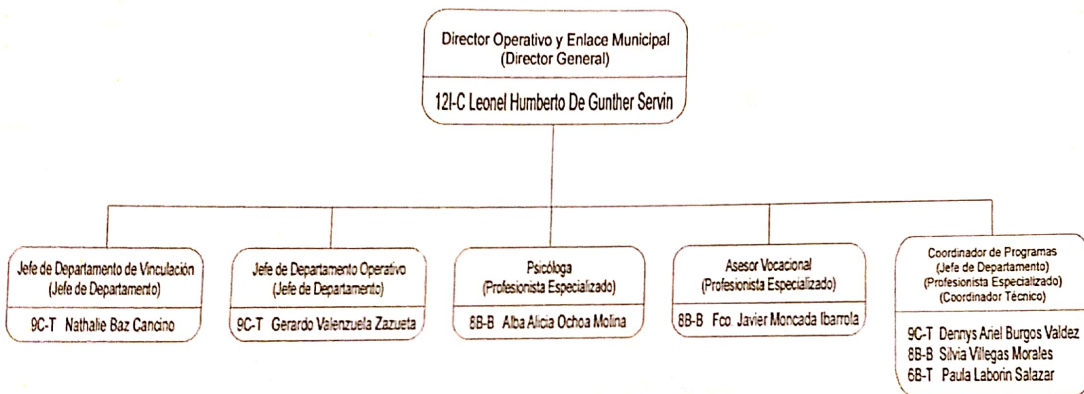 Director Operativo y Enlace Municipal
(Director General)
12I-C Leonel Humberto De Gunther Servin
Jefe de Departamento de Vinculación
(Jefe de Departamento)
9C-T Nathalie Baz Cancino
Jefe de Departamento Operativo
(Jefe de Departamento)
9C-T Gerardo Valenzuela Zazueta
Psicóloga
(Profesionista Especializado)
8B-B Alba Alicia Ochoa Molina
Asesor Vocacional
(Profesionista Especializado)
8B-B Fco. Javier Moncada Ibarrola
Coordinador de Programas
(Jefe de Departamento)
(Profesionista Especializado)
(Coordinador Técnico)
9C-T Dennys Ariel Burgos Valdez
8B-B Silvia Villegas Morales
6B-T Paula Laborin Salazar